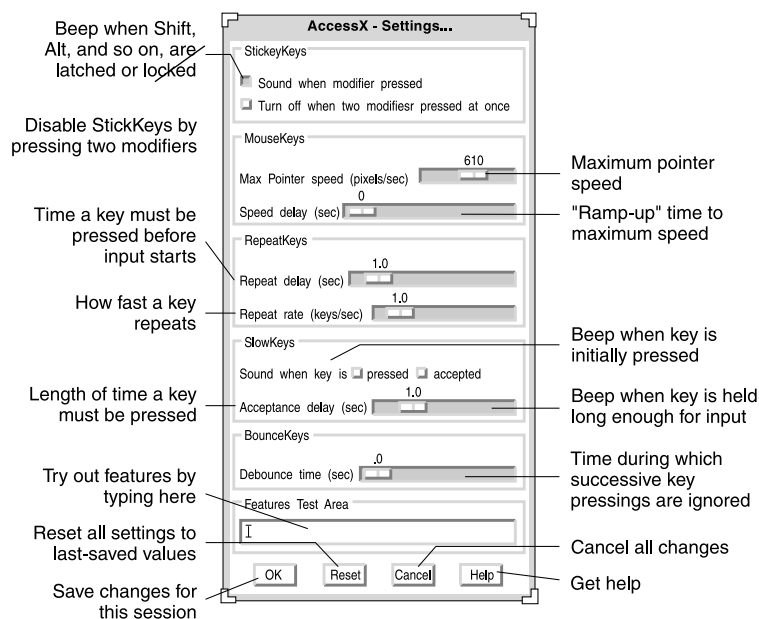 AccessX - Settings...
Beep when Shift,
Alt, and so on, are
latched or locked
StickeyKeys
Sound when modifier pressed
Turn off when two modifiesr pressed at once
Disable StickKeys by
pressing two modifiers
MouseKeys
610
Max Pointer speed (pixels/sec)
Maximum pointer
speed
0
Speed delay (sec)
"Ramp-up" time to
maximum speed
Time a key must be
pressed before
input starts
RepeatKeys
1.0
Repeat delay (sec)
How fast a key
repeats
1.0
Repeat rate (keys/sec)
SlowKeys
Beep when key is
initially pressed
Sound when key is pressed accepted
Length of time a key
must be pressed
1.0
Acceptance delay (sec)
Beep when key is held
long enough for input
BounceKeys
.0
Debounce time (sec)
Time during which
successive key
pressings are ignored
Try out features by
typing here
Features Test Area
Reset all settings to
last-saved values
Cancel all changes
OK Reset Cancel Help
Get help
Save changes for
this session